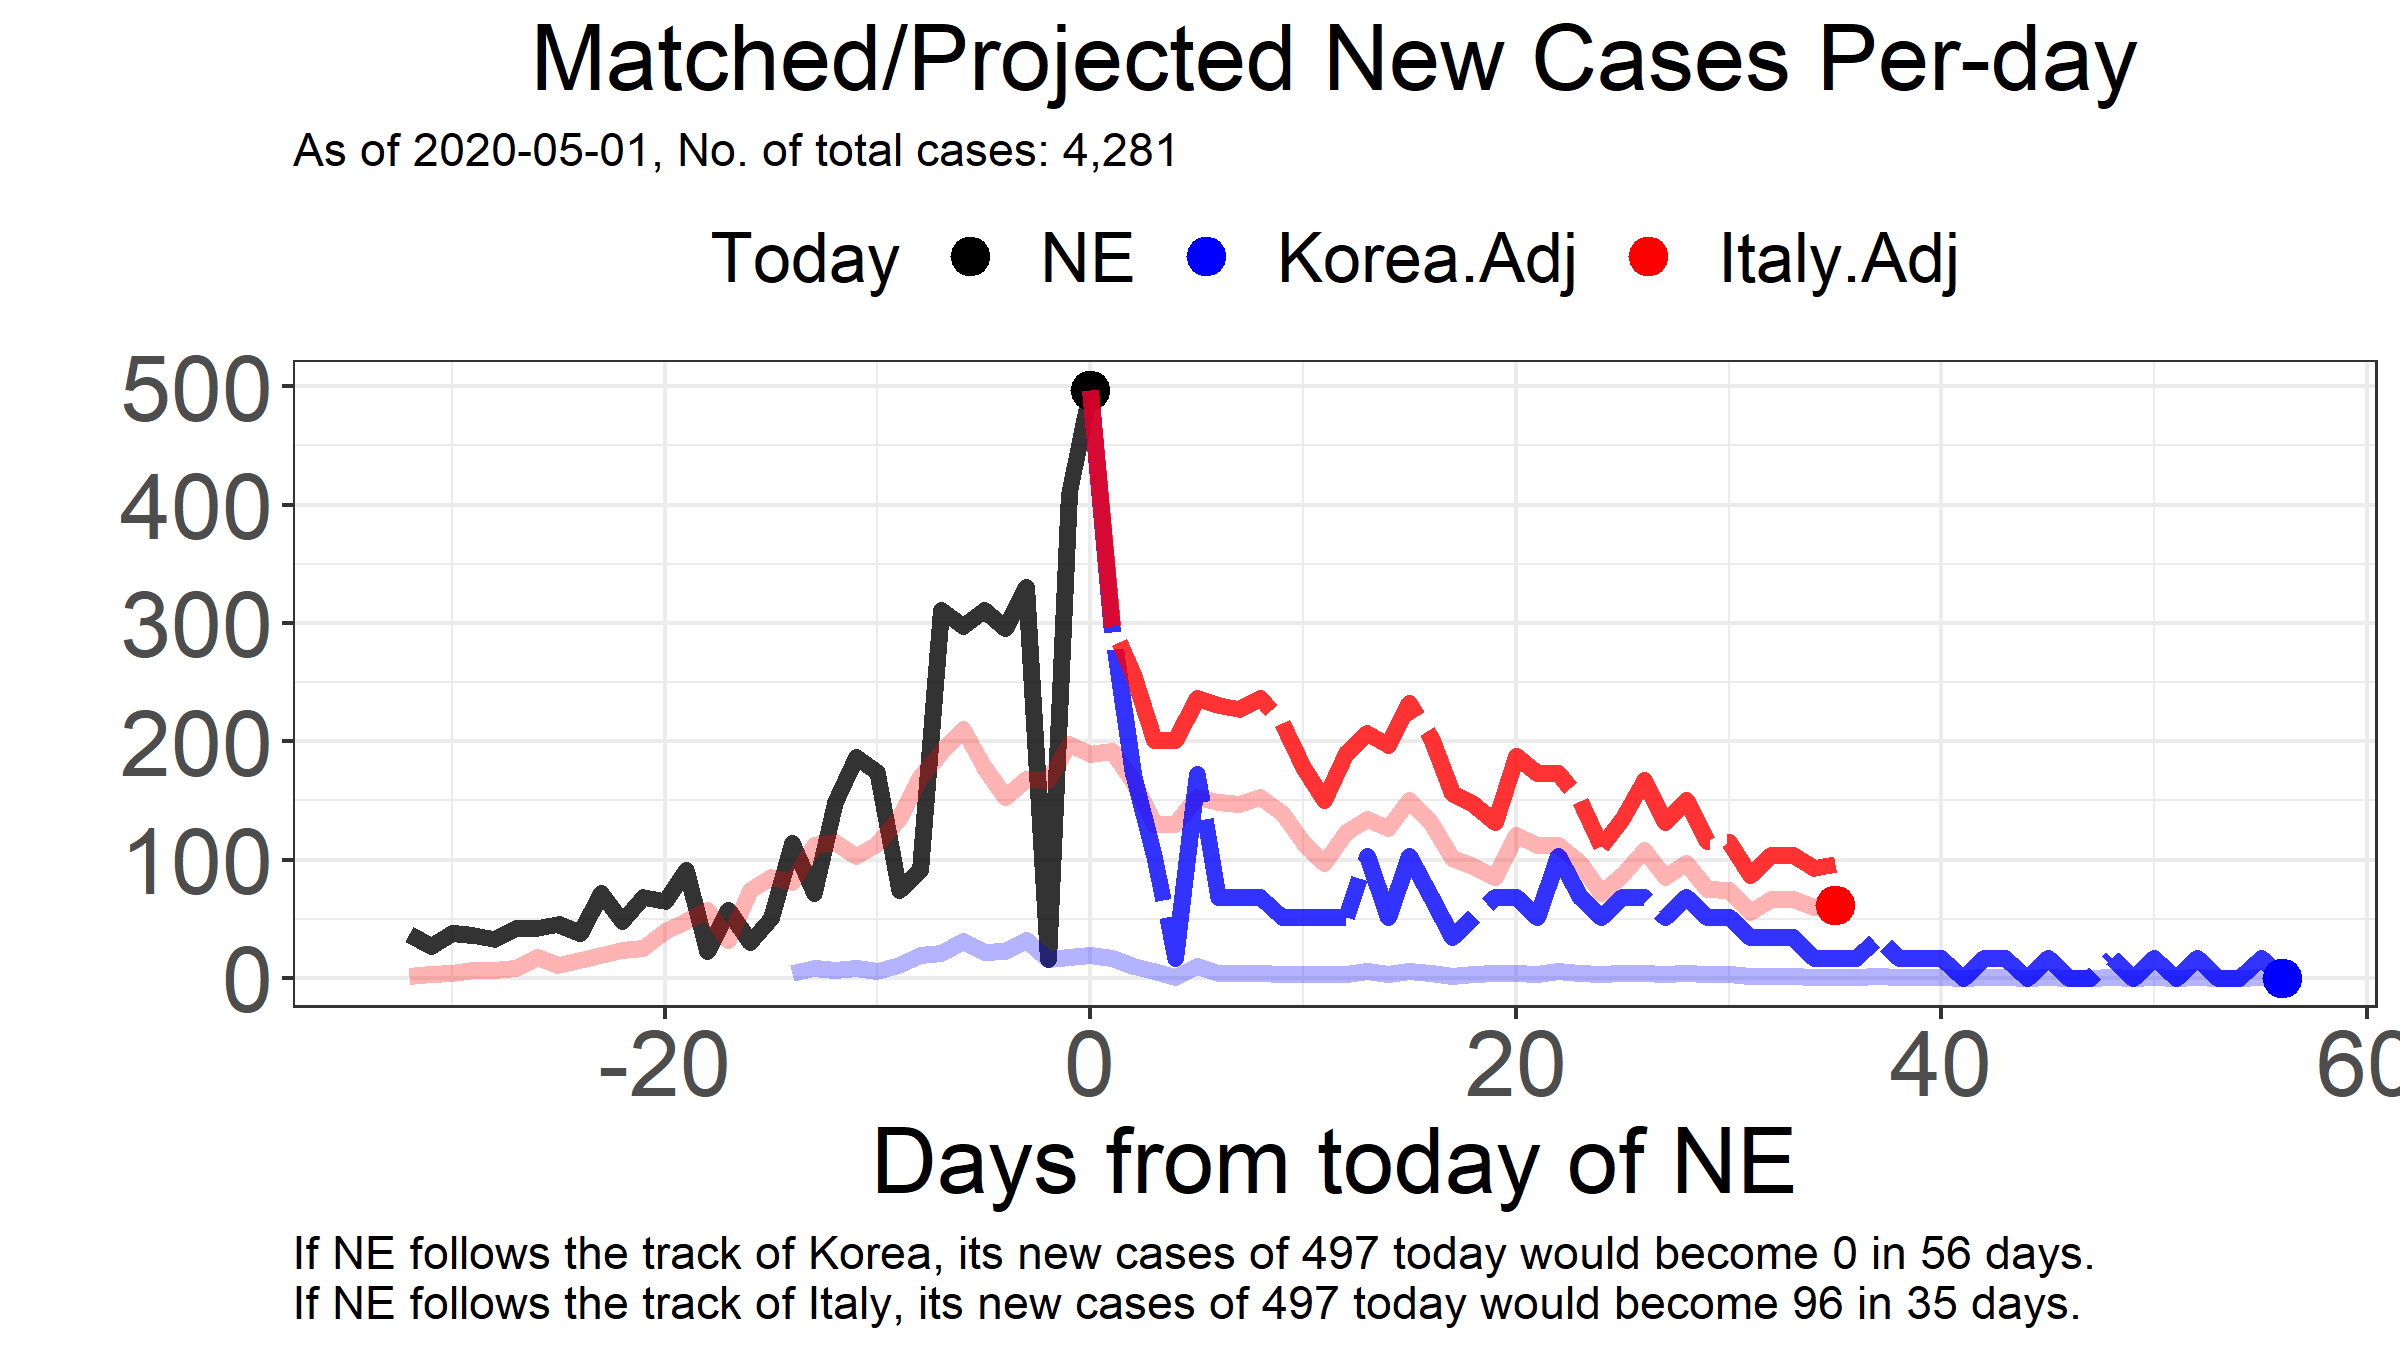 Matched/Projected New Cases Per-day
As of 2020-05-01, No. of total cases: 4,281
Today NE Korea.Adj Italy.Adj
500
400
300
200
100
0
-20 0 20 40 60
Days from today of NE
If NE follows the track of Korea, its new cases of 497 today would become 0 in 56 days.
If NE follows the track of Italy, its new cases of 497 today would become 96 in 35 days.